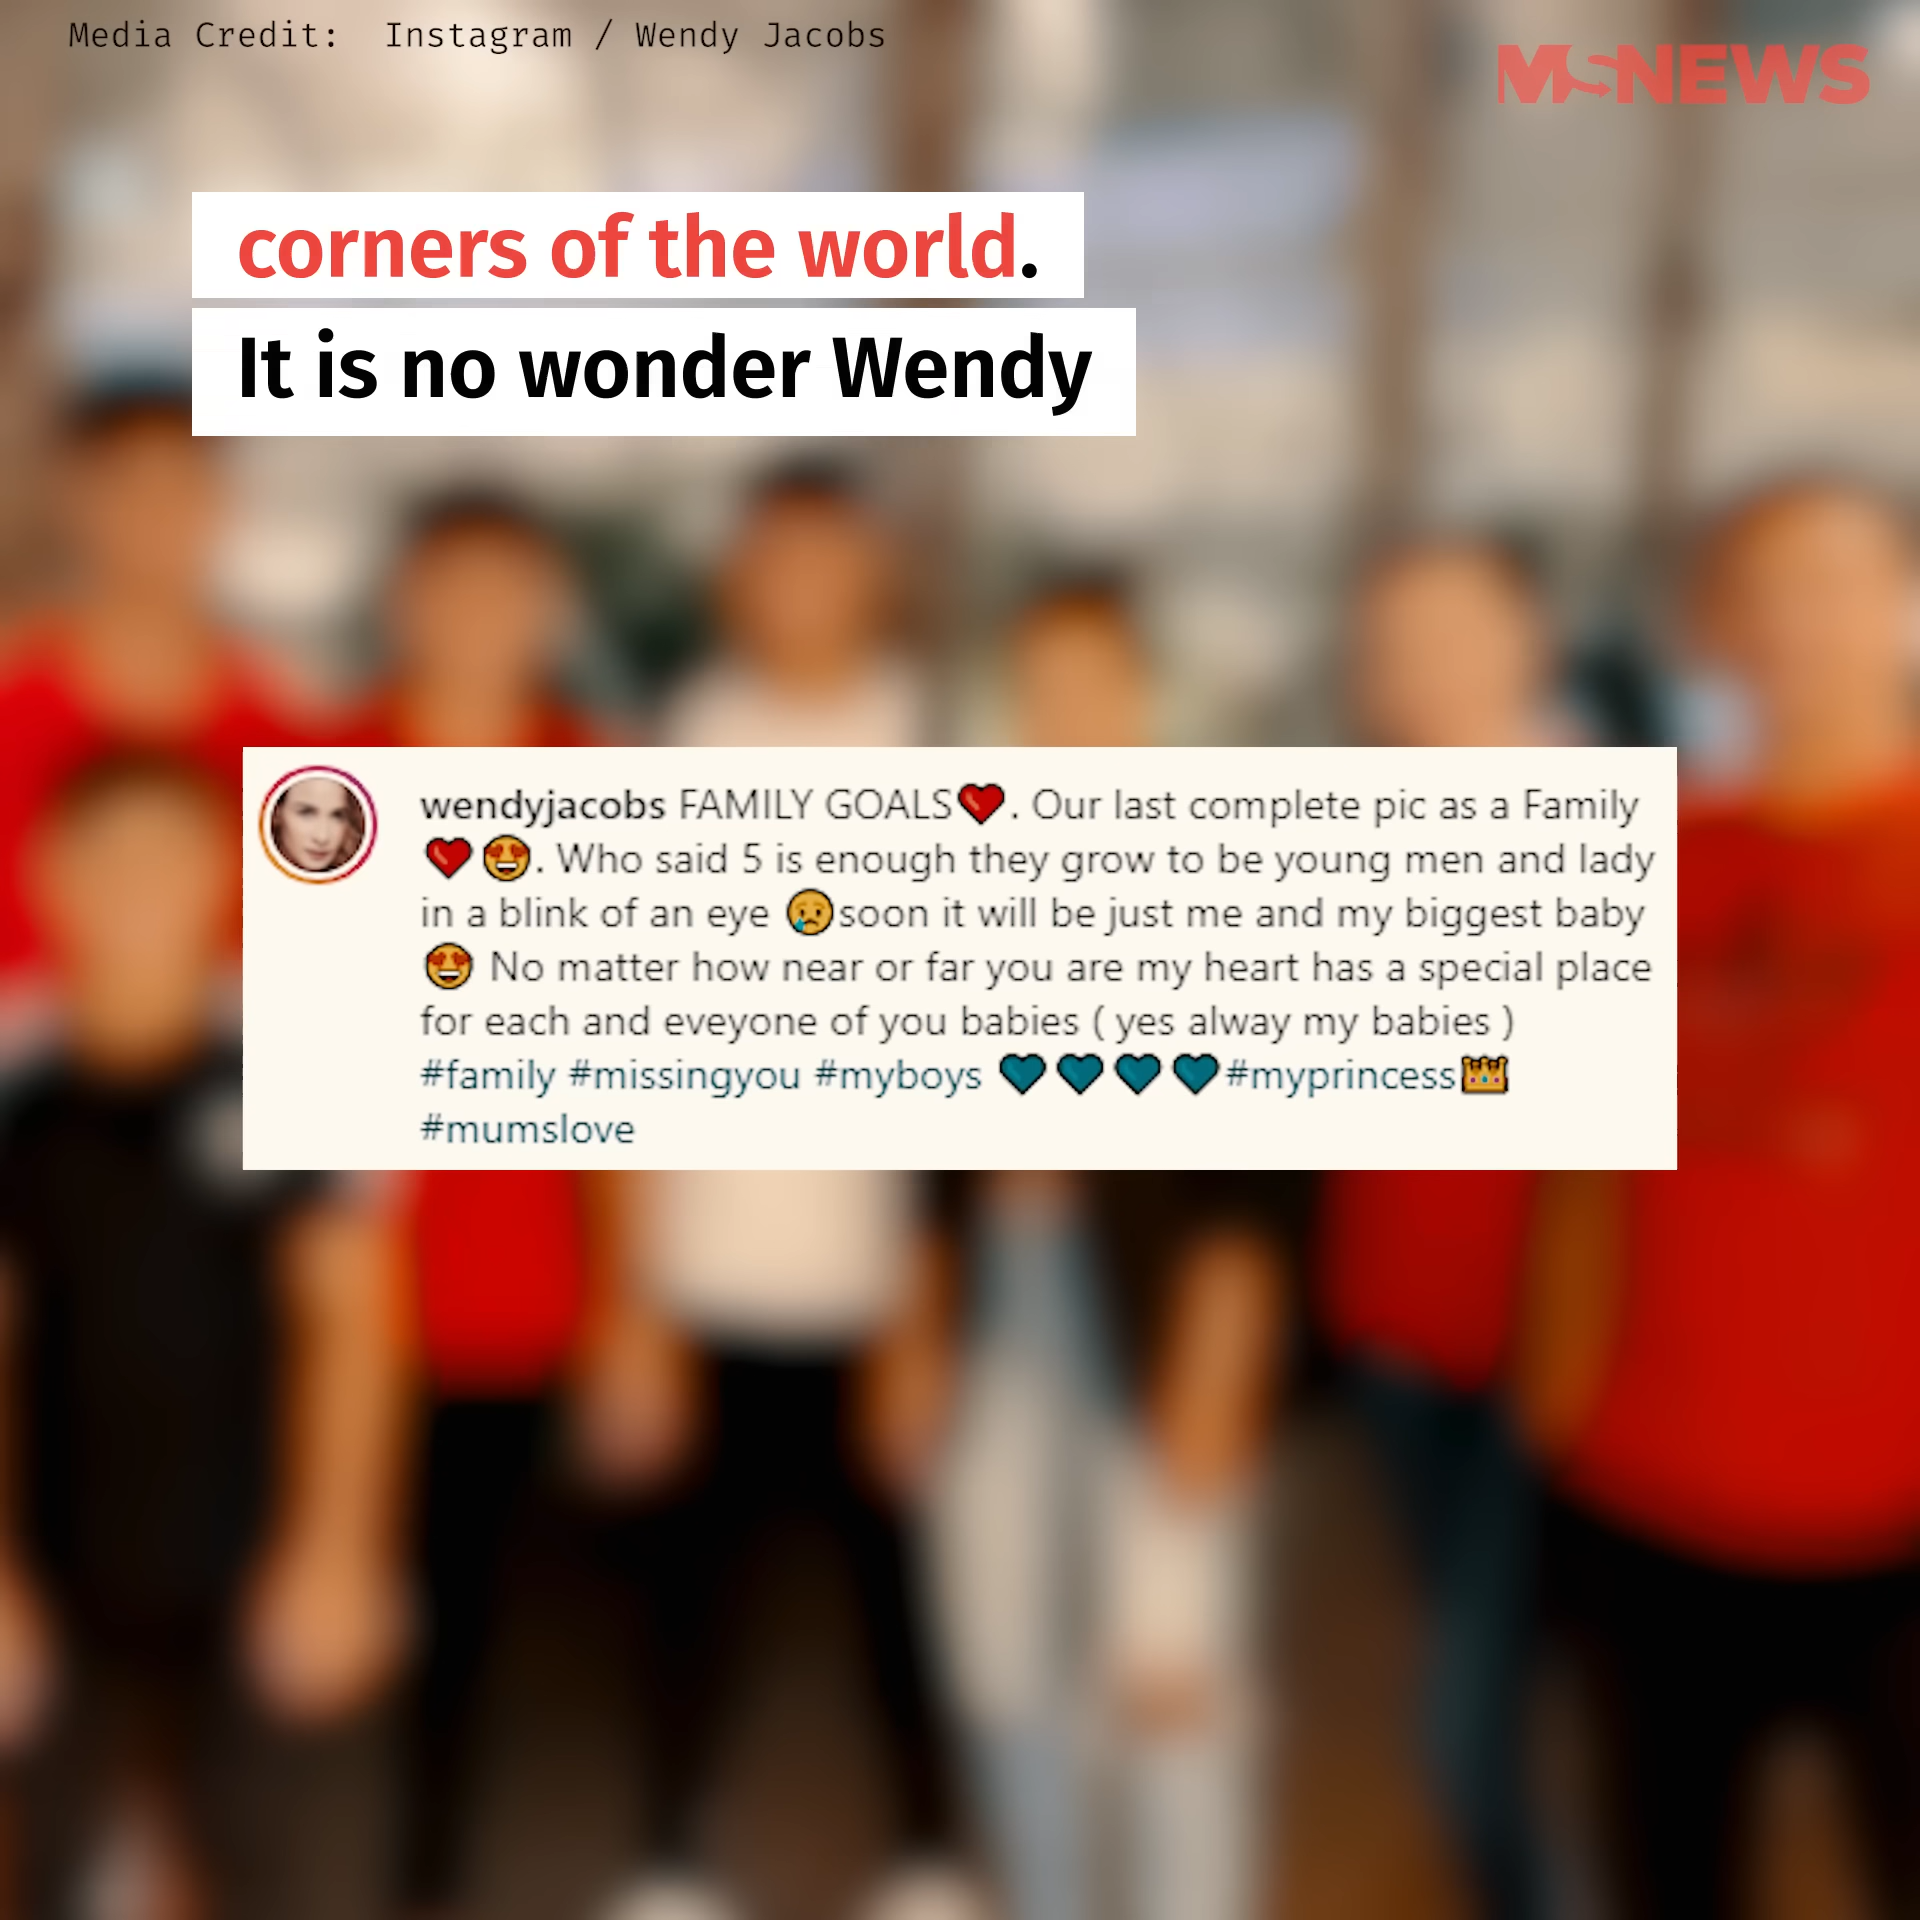 Media Credit: Instagram / Wendy Jacobs
MSNEWS
corners of the world.
It is no wonder Wendy
wendyjacobs FAMILY GOALS❤️. Our last complete pic as a Family
❤️😍. Who said 5 is enough they grow to be young men and lady
in a blink of an eye 😢soon it will be just me and my biggest baby
😍 No matter how near or far you are my heart has a special place
for each and eveyone of you babies ( yes alway my babies )
#family #missingyou #myboys 💙💙💙💙#myprincess👑
#mumslove